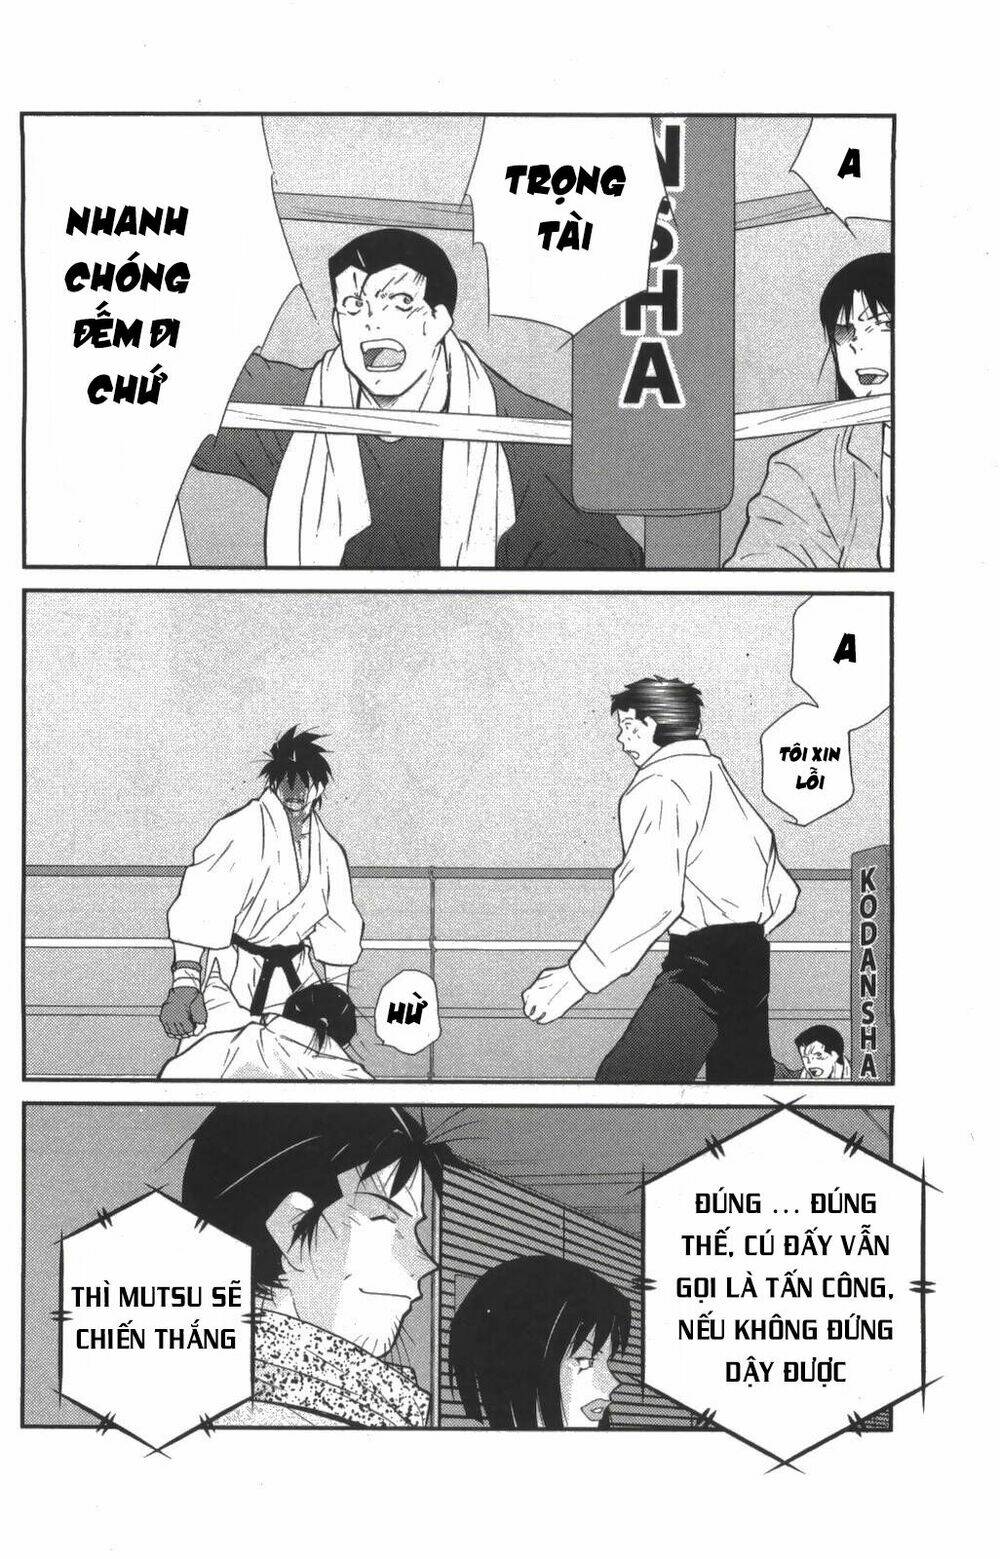 A
TRỌNG
TÀI
NHANH
CHÓNG
ĐẾM ĐI
CHỨ
N'S
HA
A
TÔI XIN
LỖI
HỪ
KODANSHA
ĐÚNG ... ĐÚNG
THẾ, CÚ ĐẤY VẪN
GỌI LÀ TẤN CÔNG,
NẾU KHÔNG ĐỨNG
DẬY ĐƯỢC
THÌ MUTSU SẼ
CHIẾN THẮNG